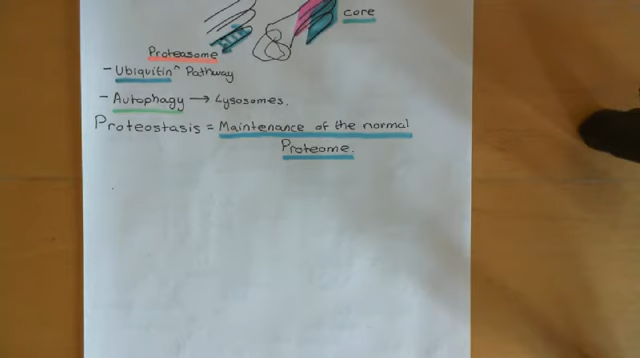 core
Proteasome
- Ubiquitin ^ Pathway
- Autophagy → Lysosomes.
Proteostasis = Maintenance of the normal
Proteome.